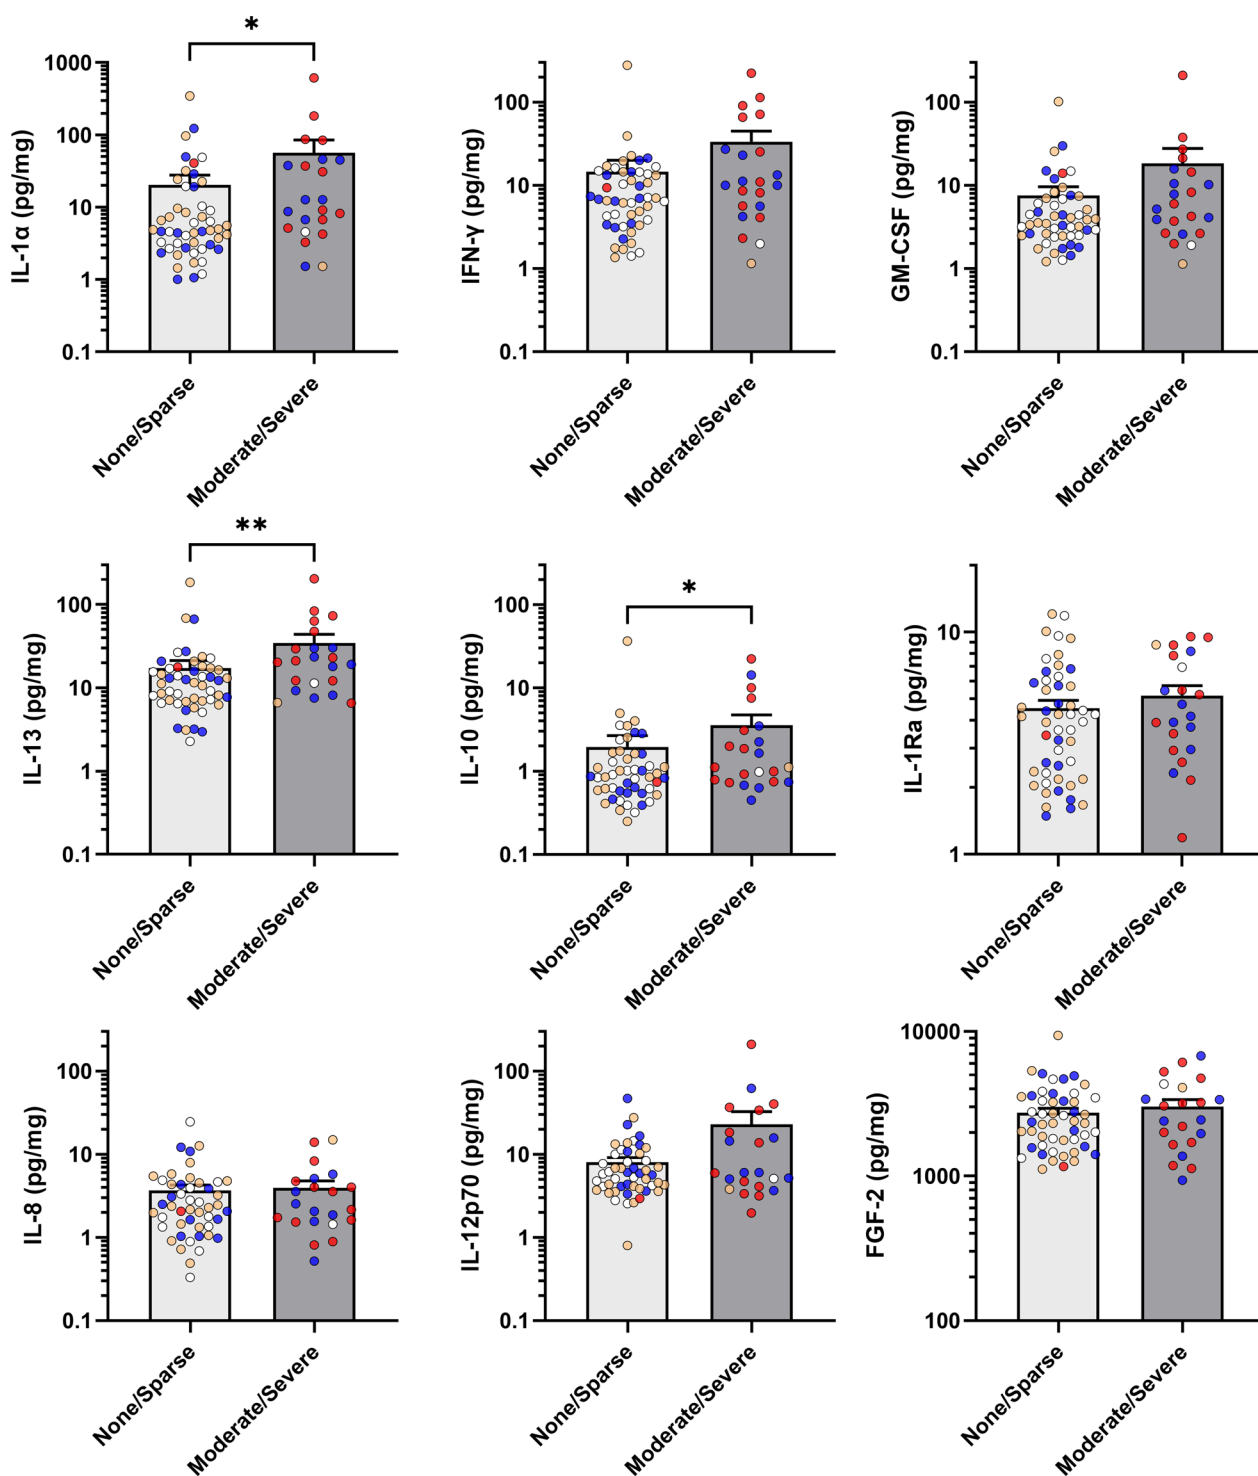 *
1000
100
10
1
0.1
IL-1α (pg/mg)
None/Sparse
Moderate/Severe
100
10
1
0.1
IFN-γ (pg/mg)
None/Sparse
Moderate/Severe
100
10
1
0.1
GM-CSF (pg/mg)
None/Sparse
Moderate/Severe
**
100
10
1
0.1
IL-13 (pg/mg)
None/Sparse
Moderate/Severe
*
100
10
1
0.1
IL-10 (pg/mg)
None/Sparse
Moderate/Severe
10
1
IL-1Ra (pg/mg)
None/Sparse
Moderate/Severe
100
10
1
0.1
IL-8 (pg/mg)
None/Sparse
Moderate/Severe
100
10
1
0.1
IL-12p70 (pg/mg)
None/Sparse
Moderate/Severe
10000
1000
100
FGF-2 (pg/mg)
None/Sparse
Moderate/Severe